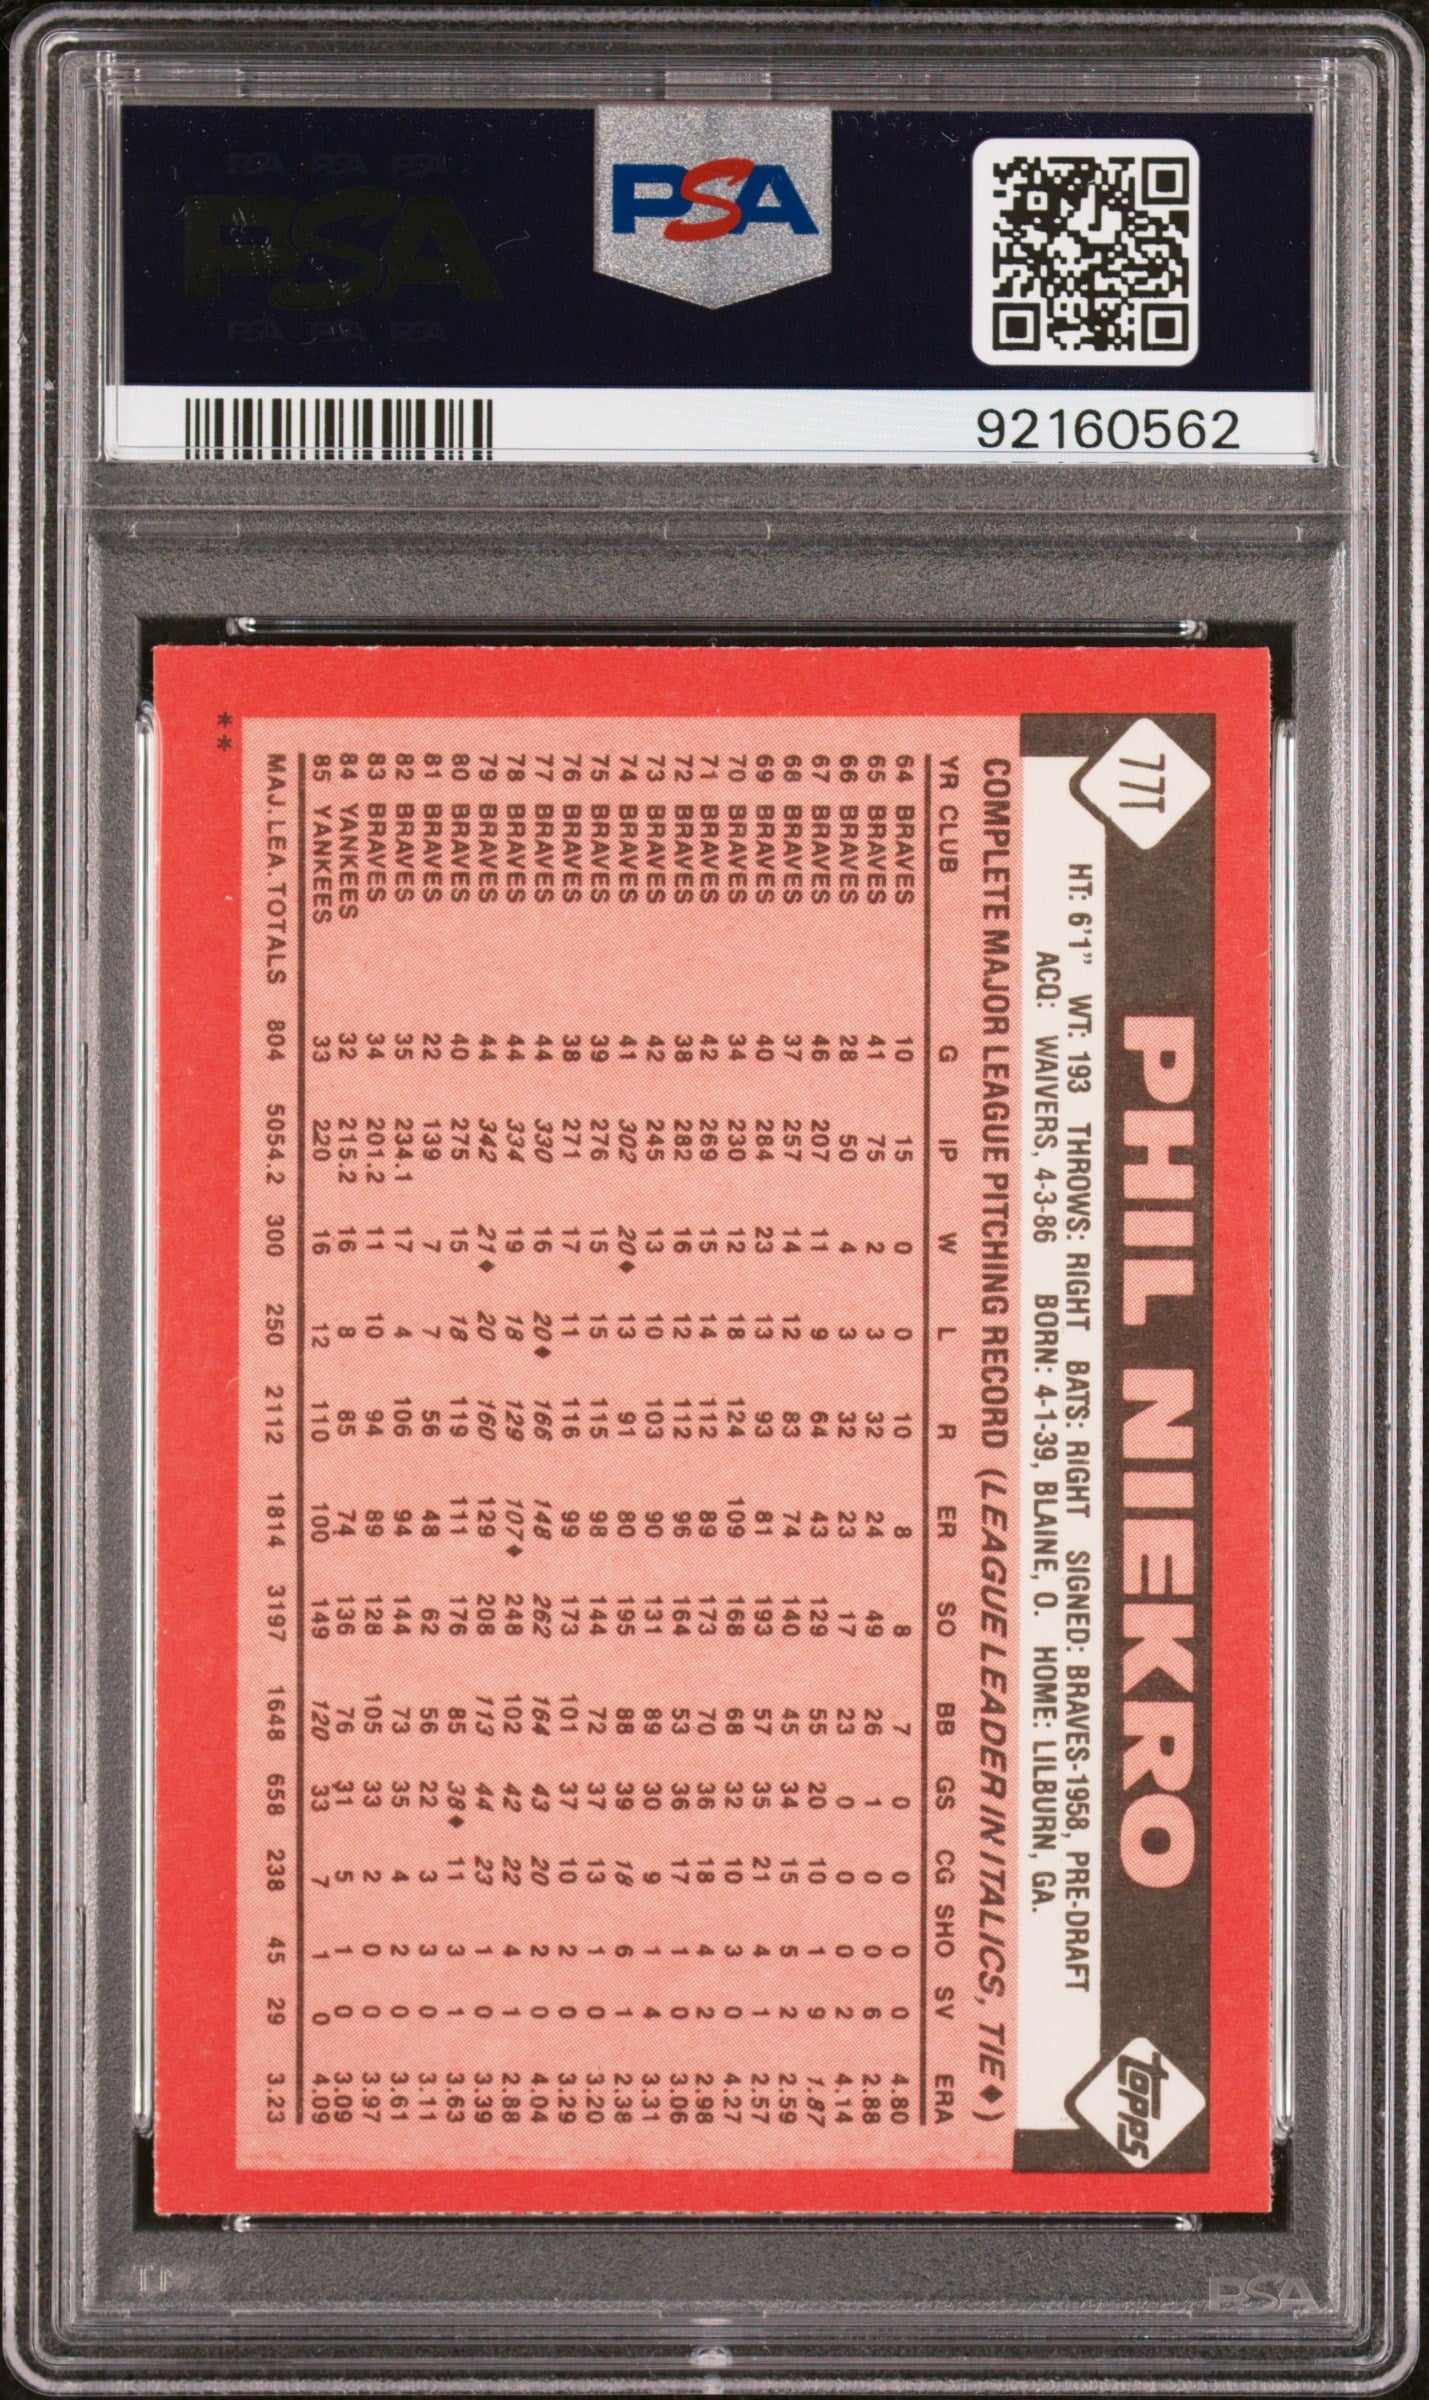 PSA PSA PSA
PSA
PSA PSA PSA
PSA
92160562
77T
PHIL NIEKRO
topps
HT: 6'1" WT: 193 THROWS: RIGHT BATS: RIGHT SIGNED: BRAVES-1958, PRE-DRAFT
ACQ: WAIVERS, 4-3-86 BORN: 4-1-39, BLAINE, O. HOME: LILBURN, GA.
COMPLETE MAJOR LEAGUE PITCHING RECORD (LEAGUE LEADER IN ITALICS, TIE ♦)
YR CLUB G IP W L R ER SO BB GS CG SHO SV ERA
64 BRAVES 10 15 0 0 10 8 8 7 0 0 0 0 4.80
65 BRAVES 41 75 2 3 32 24 49 26 1 0 0 6 2.88
66 BRAVES 28 50 4 3 32 23 17 23 0 0 0 2 4.14
67 BRAVES 46 207 11 9 64 43 129 55 20 10 1 9 1.87
68 BRAVES 37 257 14 12 83 74 140 45 34 15 5 2 2.59
69 BRAVES 40 284 23 13 93 81 193 57 35 21 4 1 2.57
70 BRAVES 34 230 12 18 124 109 168 68 32 10 3 0 4.27
71 BRAVES 42 269 15 14 112 89 173 70 36 18 4 2 2.98
72 BRAVES 38 282 16 12 112 96 164 53 36 17 1 0 3.06
73 BRAVES 42 245 13 10 103 90 131 89 30 9 1 4 3.31
74 BRAVES 41 302 20♦ 13 91 80 195 88 39 18 6 1 2.38
75 BRAVES 39 276 15 15 115 98 144 72 37 13 1 0 3.20
76 BRAVES 38 271 17 11 116 99 173 101 37 10 2 0 3.29
77 BRAVES 44 330 16 20♦ 166 148 262 164 43 20 2 0 4.04
78 BRAVES 44 334 19 18 129 107♦ 248 102 42 22 4 1 2.88
79 BRAVES 44 342 21♦ 20 160 129 208 113 44 23 1 0 3.39
80 BRAVES 40 275 15 18 119 111 176 85 38♦ 11 3 1 3.63
81 BRAVES 22 139 7 7 56 48 62 56 22 3 3 0 3.11
82 BRAVES 35 234.1 17 4 106 94 144 73 35 4 2 0 3.61
83 BRAVES 34 201.2 11 10 94 89 128 105 33 2 0 0 3.97
84 YANKEES 32 215.2 16 8 85 74 136 76 31 5 1 0 3.09
85 YANKEES 33 220 16 12 110 100 149 120 33 7 1 0 4.09
MAJ. LEA. TOTALS 804 5054.2 300 250 2112 1814 3197 1648 658 238 45 29 3.23
**
PSA